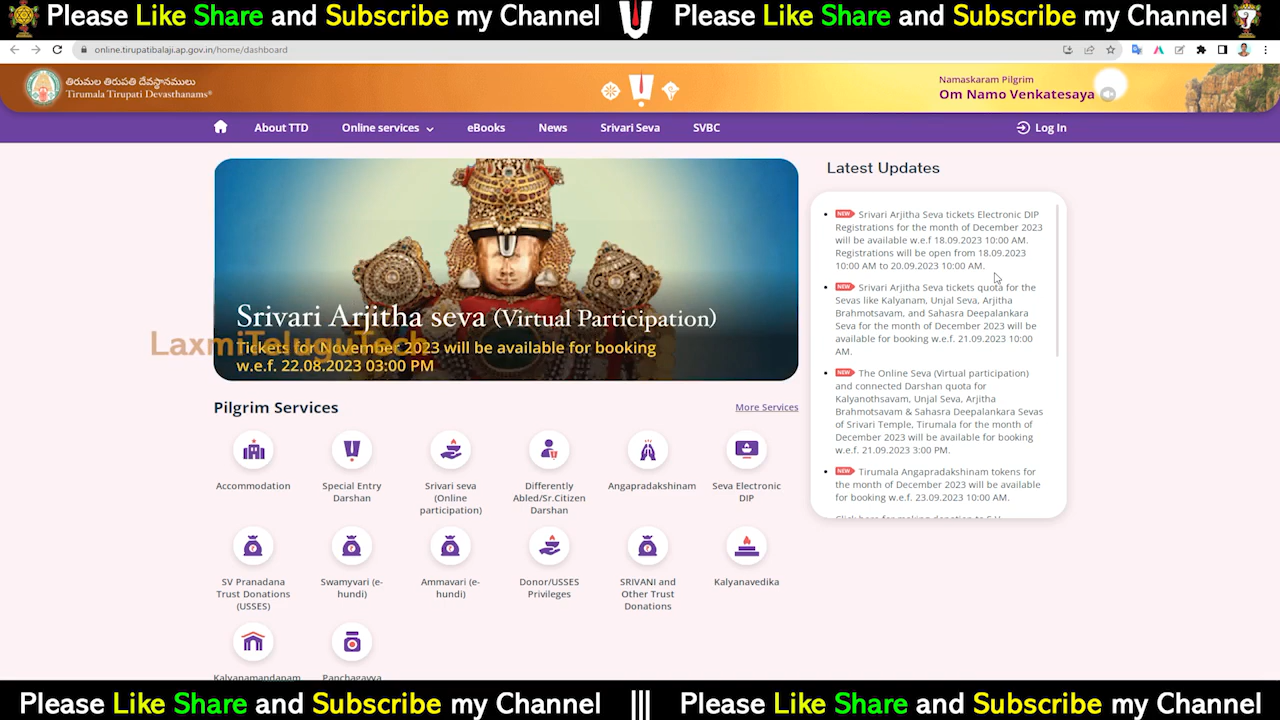 Please Like Share and Subscribe my Channel
Please Like Share and Subscribe my Channel
online.tirupatibalaji.ap.gov.in/home/dashboard
తిరుమల తిరుపతి దేవస్థానములు
Tirumala Tirupati Devasthanams
Namaskaram Pilgrim
Om Namo Venkatesaya
About TTD
Online services
eBooks
News
Srivari Seva
SVBC
Log In
Srivari Arjitha seva (Virtual Participation)
Tickets for November 2023 will be available for booking
w.e.f. 22.08.2023 03:00 PM
LaxmiTeluguTech
Latest Updates
NEW Srivari Arjitha Seva tickets Electronic DIP
Registrations for the month of December 2023
will be available w.e.f 18.09.2023 10:00 AM.
Registrations will be open from 18.09.2023
10:00 AM to 20.09.2023 10:00 AM.
NEW Srivari Arjitha Seva tickets quota for the
Sevas like Kalyanam, Unjal Seva, Arjitha
Brahmotsavam, and Sahasra Deepalankara
Seva for the month of December 2023 will be
available for booking w.e.f. 21.09.2023 10:00
AM.
NEW The Online Seva (Virtual participation)
and connected Darshan quota for
Kalyanothsavam, Unjal Seva, Arjitha
Brahmotsavam & Sahasra Deepalankara Sevas
of Srivari Temple, Tirumala for the month of
December 2023 will be available for booking
w.e.f. 21.09.2023 3:00 PM.
NEW Tirumala Angapradakshinam tokens for
the month of December 2023 will be available
for booking w.e.f. 23.09.2023 10:00 AM.
Click here for making donation to S.V.
Pilgrim Services
More Services
Accommodation
Special Entry
Darshan
Srivari seva
(Online
participation)
Differently
Abled/Sr.Citizen
Darshan
Angapradakshinam
Seva Electronic
DIP
SV Pranadana
Trust Donations
(USSES)
Swamyvari (e-
hundi)
Ammavari (e-
hundi)
Donor/USSES
Privileges
SRIVANI and
Other Trust
Donations
Kalyanavedika
Kalyanamandapam
Panchagavya
Please Like Share and Subscribe my Channel
|||
Please Like Share and Subscribe my Channel